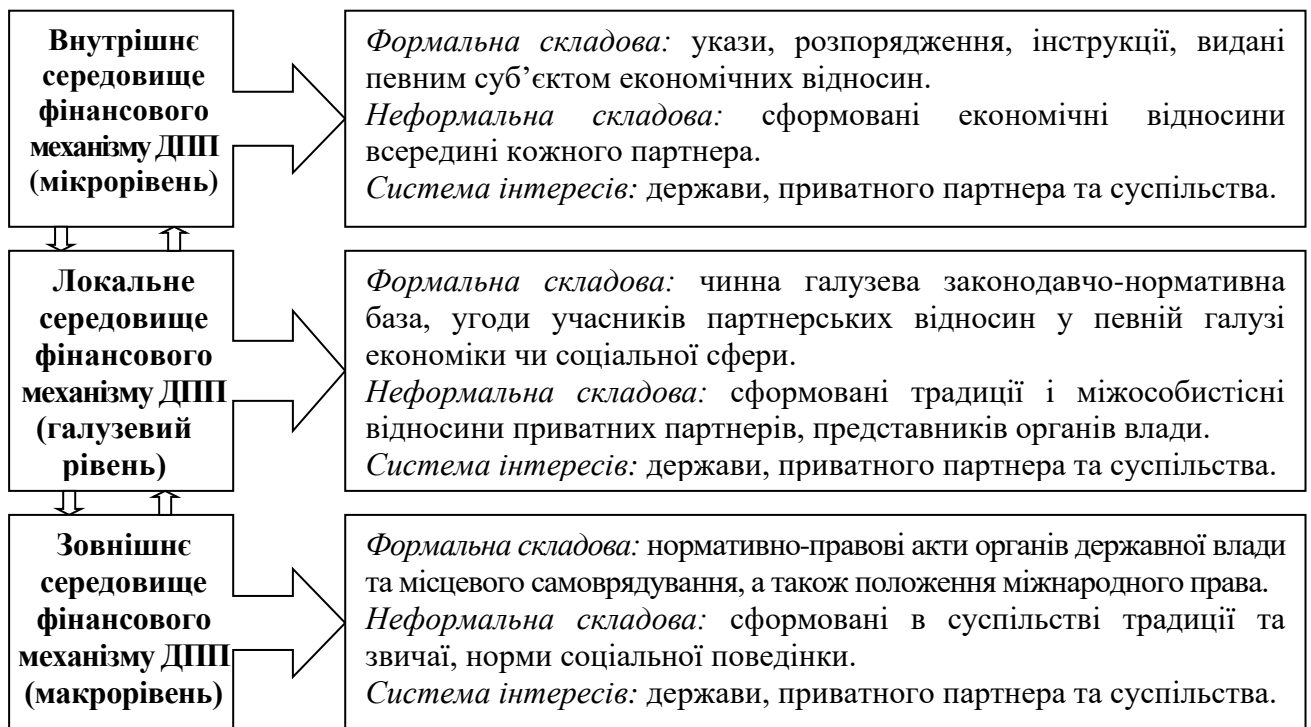 Внутрішнє
середовище
фінансового
механізму ДПП
(мікрорівень)
Формальна складова: укази, розпорядження, інструкції, видані
певним суб’єктом економічних відносин.
Неформальна складова: сформовані економічні відносини
всередині кожного партнера.
Система інтересів: держави, приватного партнера та суспільства.
Локальне
середовище
фінансового
механізму ДПП
(галузевий
рівень)
Формальна складова: чинна галузева законодавчо-нормативна
база, угоди учасників партнерських відносин у певній галузі
економіки чи соціальної сфери.
Неформальна складова: сформовані традиції і міжособистісні
відносини приватних партнерів, представників органів влади.
Система інтересів: держави, приватного партнера та суспільства.
Зовнішнє
середовище
фінансового
механізму ДПП
(макрорівень)
Формальна складова: нормативно-правові акти органів державної влади
та місцевого самоврядування, а також положення міжнародного права.
Неформальна складова: сформовані в суспільстві традиції та
звичаї, норми соціальної поведінки.
Система інтересів: держави, приватного партнера та суспільства.